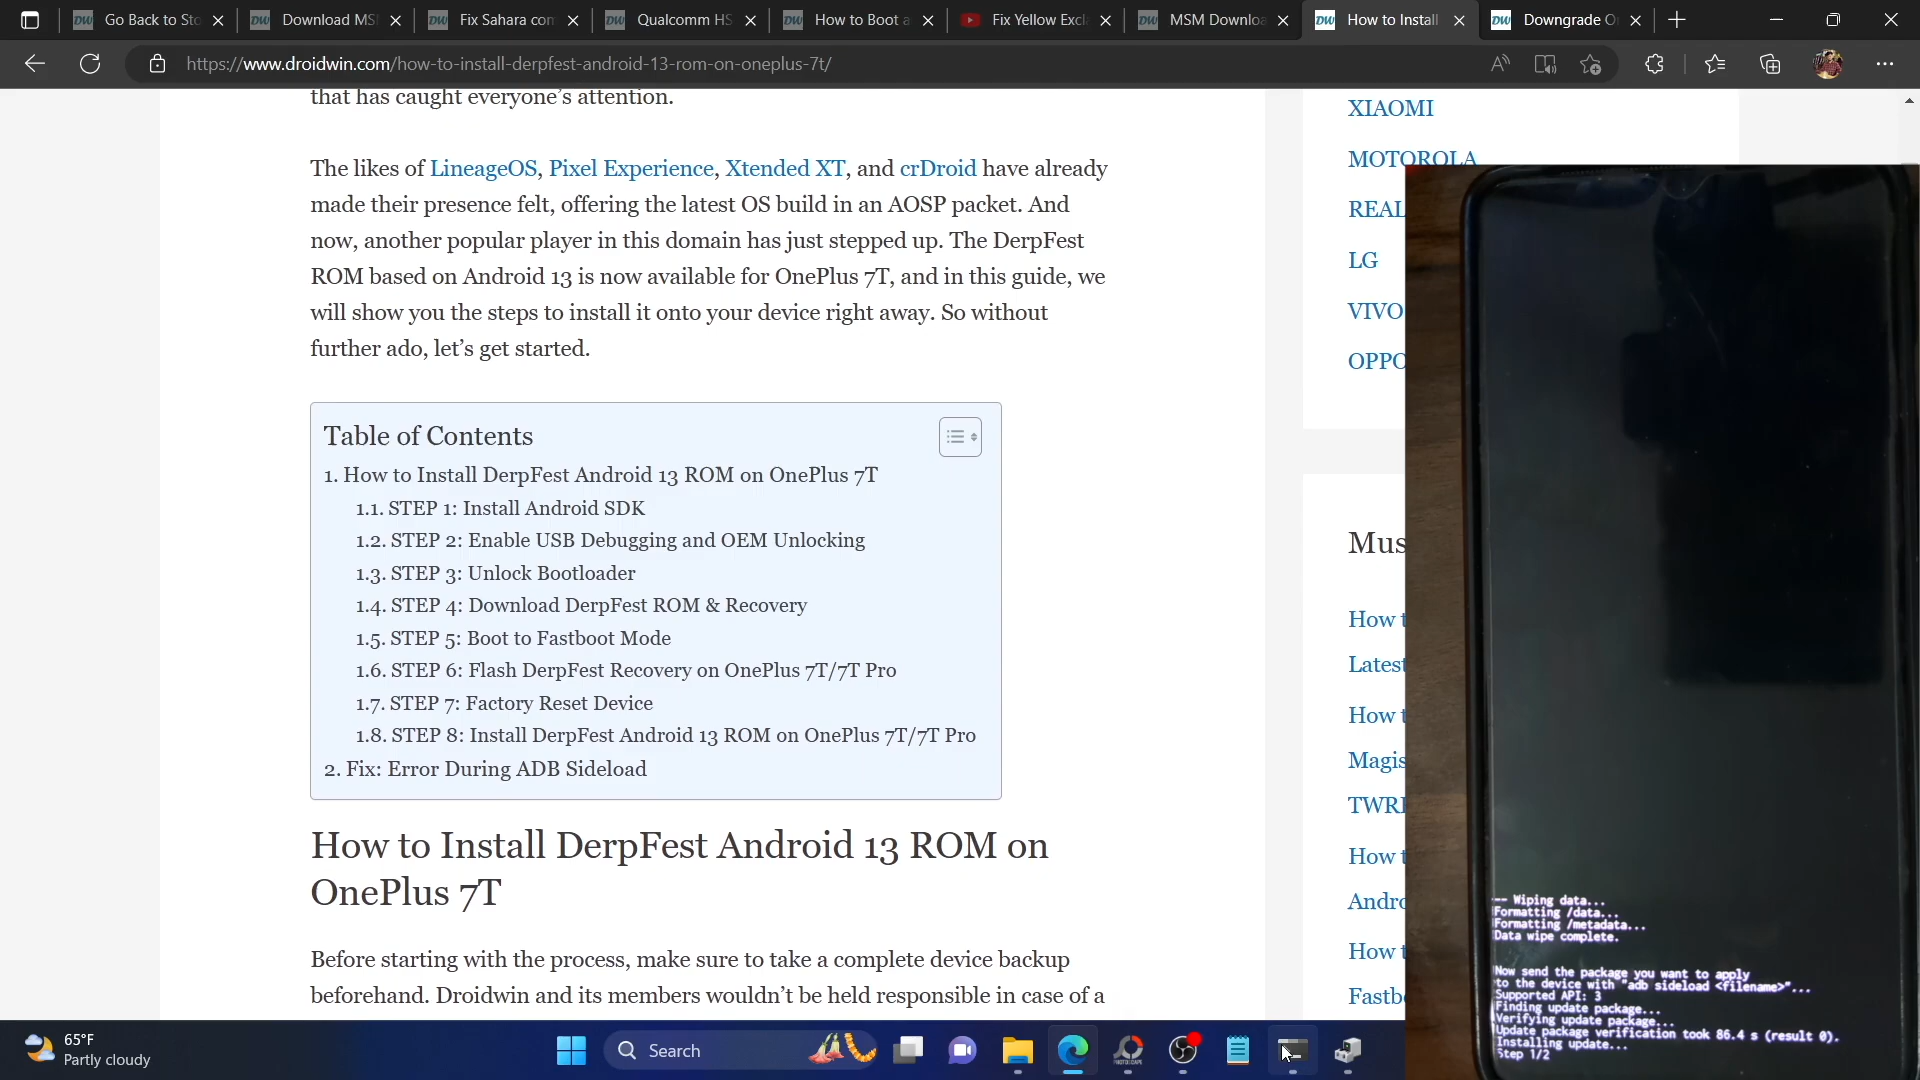 Go Back to Sto
Download MS
Fix Sahara com
Qualcomm HS
How to Boot a
Fix Yellow Excl
MSM Downloa
How to Install
Downgrade O
https://www.droidwin.com/how-to-install-derpfest-android-13-rom-on-oneplus-7t/
that has caught everyone's attention.
The likes of LineageOS, Pixel Experience, Xtended XT, and crDroid have already
made their presence felt, offering the latest OS build in an AOSP packet. And
now, another popular player in this domain has just stepped up. The DerpFest
ROM based on Android 13 is now available for OnePlus 7T, and in this guide, we
will show you the steps to install it onto your device right away. So without
further ado, let's get started.
Table of Contents
1. How to Install DerpFest Android 13 ROM on OnePlus 7T
1.1. STEP 1: Install Android SDK
1.2. STEP 2: Enable USB Debugging and OEM Unlocking
1.3. STEP 3: Unlock Bootloader
1.4. STEP 4: Download DerpFest ROM & Recovery
1.5. STEP 5: Boot to Fastboot Mode
1.6. STEP 6: Flash DerpFest Recovery on OnePlus 7T/7T Pro
1.7. STEP 7: Factory Reset Device
1.8. STEP 8: Install DerpFest Android 13 ROM on OnePlus 7T/7T Pro
2. Fix: Error During ADB Sideload
How to Install DerpFest Android 13 ROM on
OnePlus 7T
Before starting with the process, make sure to take a complete device backup
beforehand. Droidwin and its members wouldn't be held responsible in case of a
XIAOMI
MOTOROLA
REAL
LG
VIVO
OPPO
Mus
How t
Latest
How t
Magis
TWRP
How t
Andro
How t
Fastbo
-- Wiping data...
Formatting /data...
Formatting /metadata...
Data wipe complete.
Now send the package you want to apply
to the device with "adb sideload <filename>"...
Supported API: 3
Finding update package...
Verifying update package...
Update package verification took 86.4 s (result 0).
Installing update...
Step 1/2
65°F
Partly cloudy
Search